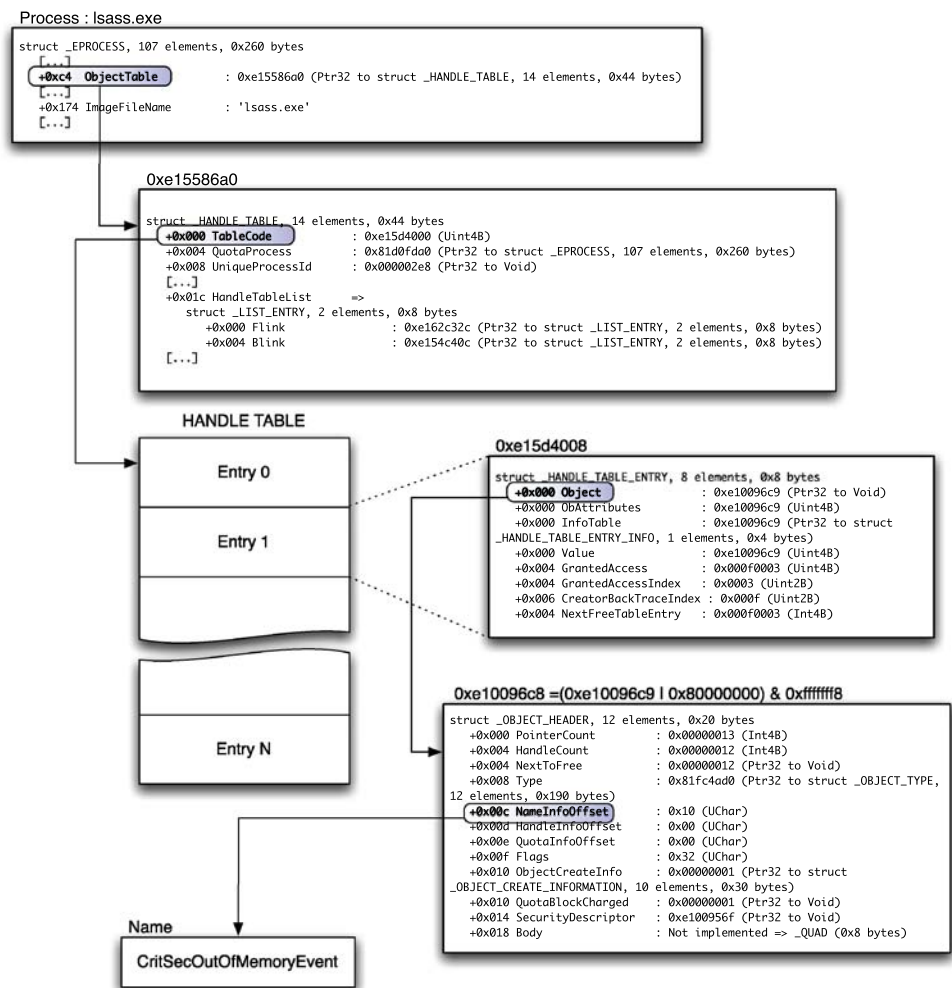 Process : lsass.exe
struct _EPROCESS, 107 elements, 0x260 bytes
[...]
+0xc4 ObjectTable : 0xe15586a0 (Ptr32 to struct _HANDLE_TABLE, 14 elements, 0x44 bytes)
[...]
+0x174 ImageFileName : 'lsass.exe'
[...]
0xe15586a0
struct _HANDLE_TABLE, 14 elements, 0x44 bytes
+0x000 TableCode : 0xe15d4000 (Uint4B)
+0x004 QuotaProcess : 0x81d0fda0 (Ptr32 to struct _EPROCESS, 107 elements, 0x260 bytes)
+0x008 UniqueProcessId : 0x000002e8 (Ptr32 to Void)
[...]
+0x01c HandleTableList =>
struct _LIST_ENTRY, 2 elements, 0x8 bytes
+0x000 Flink : 0xe162c32c (Ptr32 to struct _LIST_ENTRY, 2 elements, 0x8 bytes)
+0x004 Blink : 0xe154c40c (Ptr32 to struct _LIST_ENTRY, 2 elements, 0x8 bytes)
[...]
HANDLE TABLE
Entry 0
Entry 1
Entry N
0xe15d4008
struct _HANDLE_TABLE_ENTRY, 8 elements, 0x8 bytes
+0x000 Object : 0xe10096c9 (Ptr32 to Void)
+0x000 ObAttributes : 0xe10096c9 (Uint4B)
+0x000 InfoTable : 0xe10096c9 (Ptr32 to struct
_HANDLE_TABLE_ENTRY_INFO, 1 elements, 0x4 bytes)
+0x000 Value : 0xe10096c9 (Uint4B)
+0x004 GrantedAccess : 0x000f0003 (Uint4B)
+0x004 GrantedAccessIndex : 0x0003 (Uint2B)
+0x006 CreatorBackTraceIndex : 0x000f (Uint2B)
+0x004 NextFreeTableEntry : 0x000f0003 (Int4B)
0xe10096c8 =(0xe10096c9 | 0x80000000) & 0xfffffff8
struct _OBJECT_HEADER, 12 elements, 0x20 bytes
+0x000 PointerCount : 0x00000013 (Int4B)
+0x004 HandleCount : 0x00000012 (Int4B)
+0x004 NextToFree : 0x00000012 (Ptr32 to Void)
+0x008 Type : 0x81fc4ad0 (Ptr32 to struct _OBJECT_TYPE,
12 elements, 0x190 bytes)
+0x00c NameInfoOffset : 0x10 (UChar)
+0x00d HandleInfoOffset : 0x00 (UChar)
+0x00e QuotaInfoOffset : 0x00 (UChar)
+0x00f Flags : 0x32 (UChar)
+0x010 ObjectCreateInfo : 0x00000001 (Ptr32 to struct
_OBJECT_CREATE_INFORMATION, 10 elements, 0x30 bytes)
+0x010 QuotaBlockCharged : 0x00000001 (Ptr32 to Void)
+0x014 SecurityDescriptor : 0xe100956f (Ptr32 to Void)
+0x018 Body : Not implemented => _QUAD (0x8 bytes)
Name
CritSecOutOfMemoryEvent